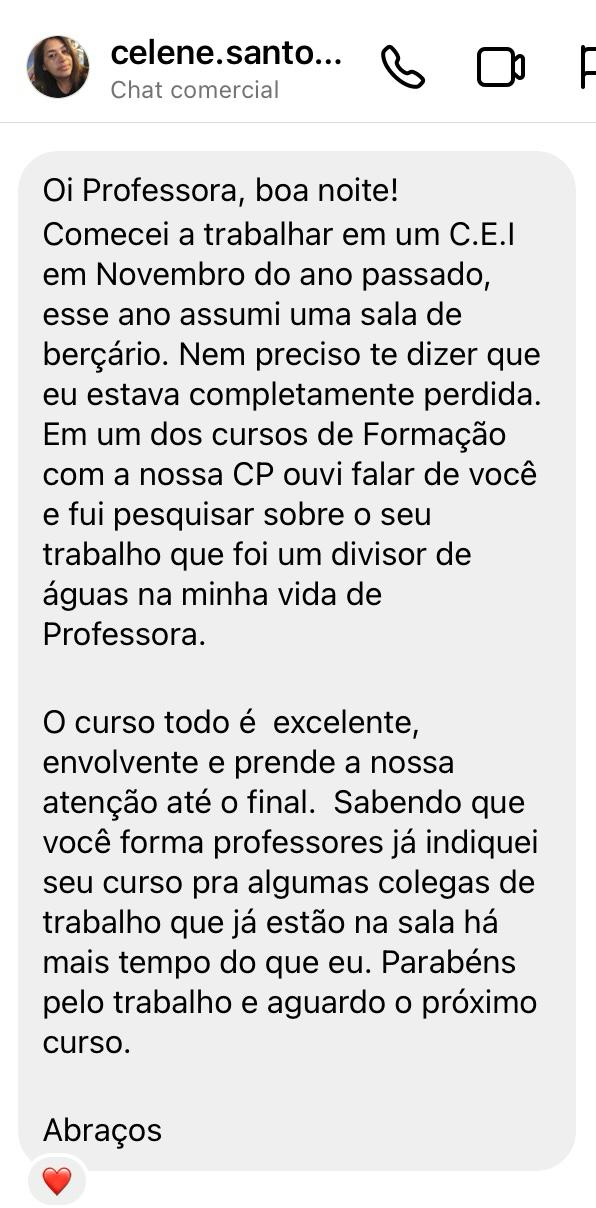 celene.santo...
Chat comercial
Oi Professora, boa noite!
Comecei a trabalhar em um C.E.I
em Novembro do ano passado,
esse ano assumi uma sala de
berçário. Nem preciso te dizer que
eu estava completamente perdida.
Em um dos cursos de Formação
com a nossa CP ouvi falar de você
e fui pesquisar sobre o seu
trabalho que foi um divisor de
águas na minha vida de
Professora.
O curso todo é  excelente,
envolvente e prende a nossa
atenção até o final.  Sabendo que
você forma professores já indiquei
seu curso pra algumas colegas de
trabalho que já estão na sala há
mais tempo do que eu. Parabéns
pelo trabalho e aguardo o próximo
curso.
Abraços